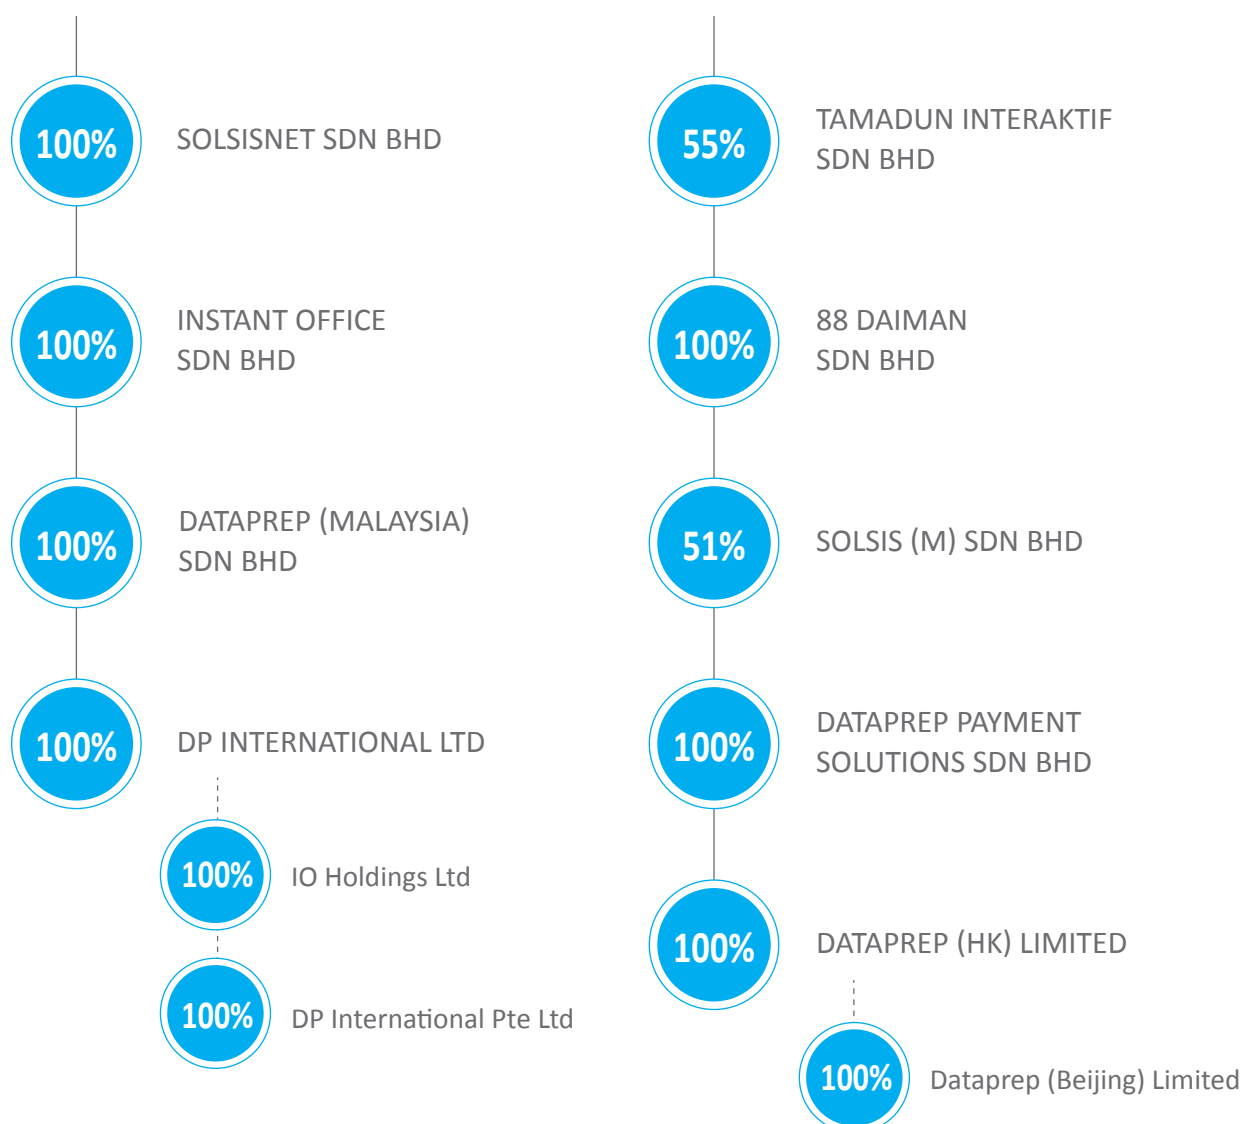 100%
SOLSISNET SDN BHD
100%
INSTANT OFFICE
SDN BHD
100%
DATAPREP (MALAYSIA)
SDN BHD
100%
DP INTERNATIONAL LTD
100%
IO Holdings Ltd
100%
DP International Pte Ltd
55%
TAMADUN INTERAKTIF
SDN BHD
100%
88 DAIMAN
SDN BHD
51%
SOLSIS (M) SDN BHD
100%
DATAPREP PAYMENT
SOLUTIONS SDN BHD
100%
DATAPREP (HK) LIMITED
100%
Dataprep (Beijing) Limited